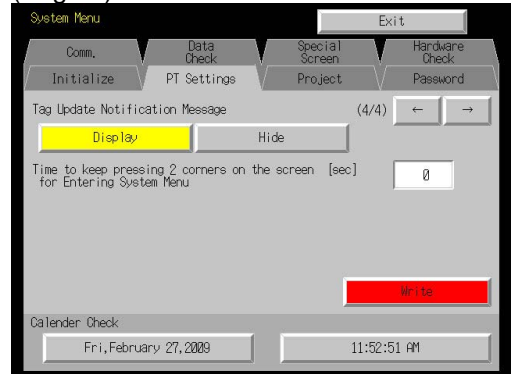 System Menu
Exit
Comm.
Data
Check
Special
Screen
Hardware
Check
Initialize
PT Settings
Project
Password
Tag Update Notification Message
(4/4)
←
→
Display
Hide
Time to keep pressing 2 corners on the screen [sec]
for Entering System Menu
0
Write
Calender Check
Fri,February 27,2009
11:52:51 AM